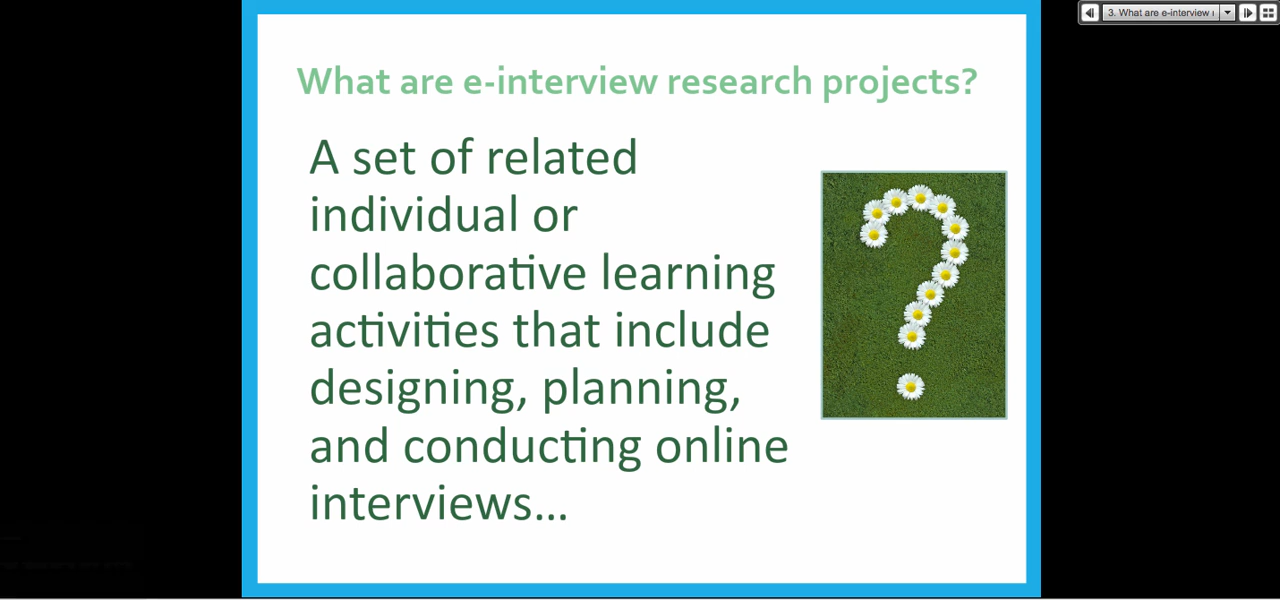 3. What are e-interview
What are e-interview research projects?
A set of related
individual or
collaborative learning
activities that include
designing, planning,
and conducting online
interviews...